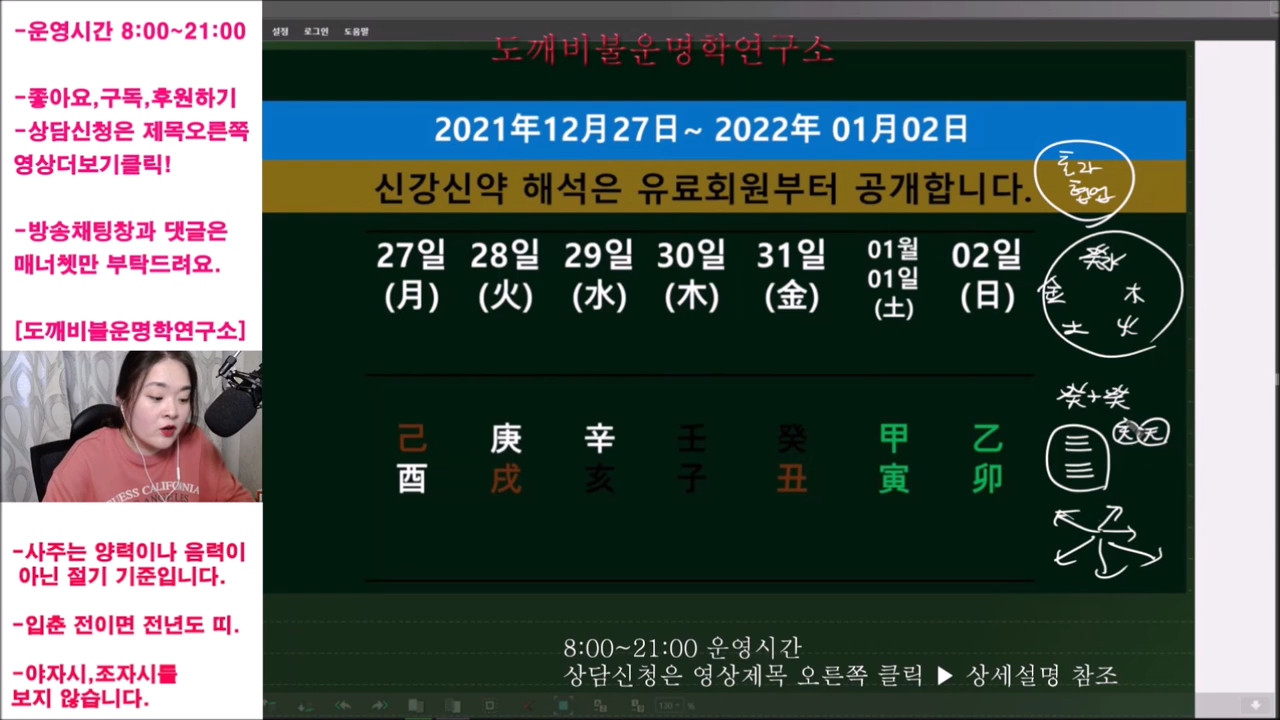 -운영시간 8:00~21:00
-좋아요,구독,후원하기
-상담신청은 제목오른쪽
영상더보기클릭!
-방송채팅창과 댓글은
매너쳇만 부탁드려요.
[도깨비불운명학연구소]
-사주는 양력이나 음력이
아닌 절기 기준입니다.
-입춘 전이면 전년도 띠.
-야자시,조자시를
보지 않습니다.
설정 로그인 도움말
도깨비불운명학연구소
2021年12月27日~ 2022年 01月02日
신강신약 해석은 유료회원부터 공개합니다.
27일 28일 29일 30일 31일 01월 01일 02일
(月) (火) (水) (木) (金) (土) (日)
己 庚 辛 壬 癸 甲 乙
酉 戌 亥 子 丑 寅 卯
협업
癸水
金 木
土 火
癸+癸
8:00~21:00 운영시간
상담신청은 영상제목 오른쪽 클릭 ▶ 상세설명 참조
130 %